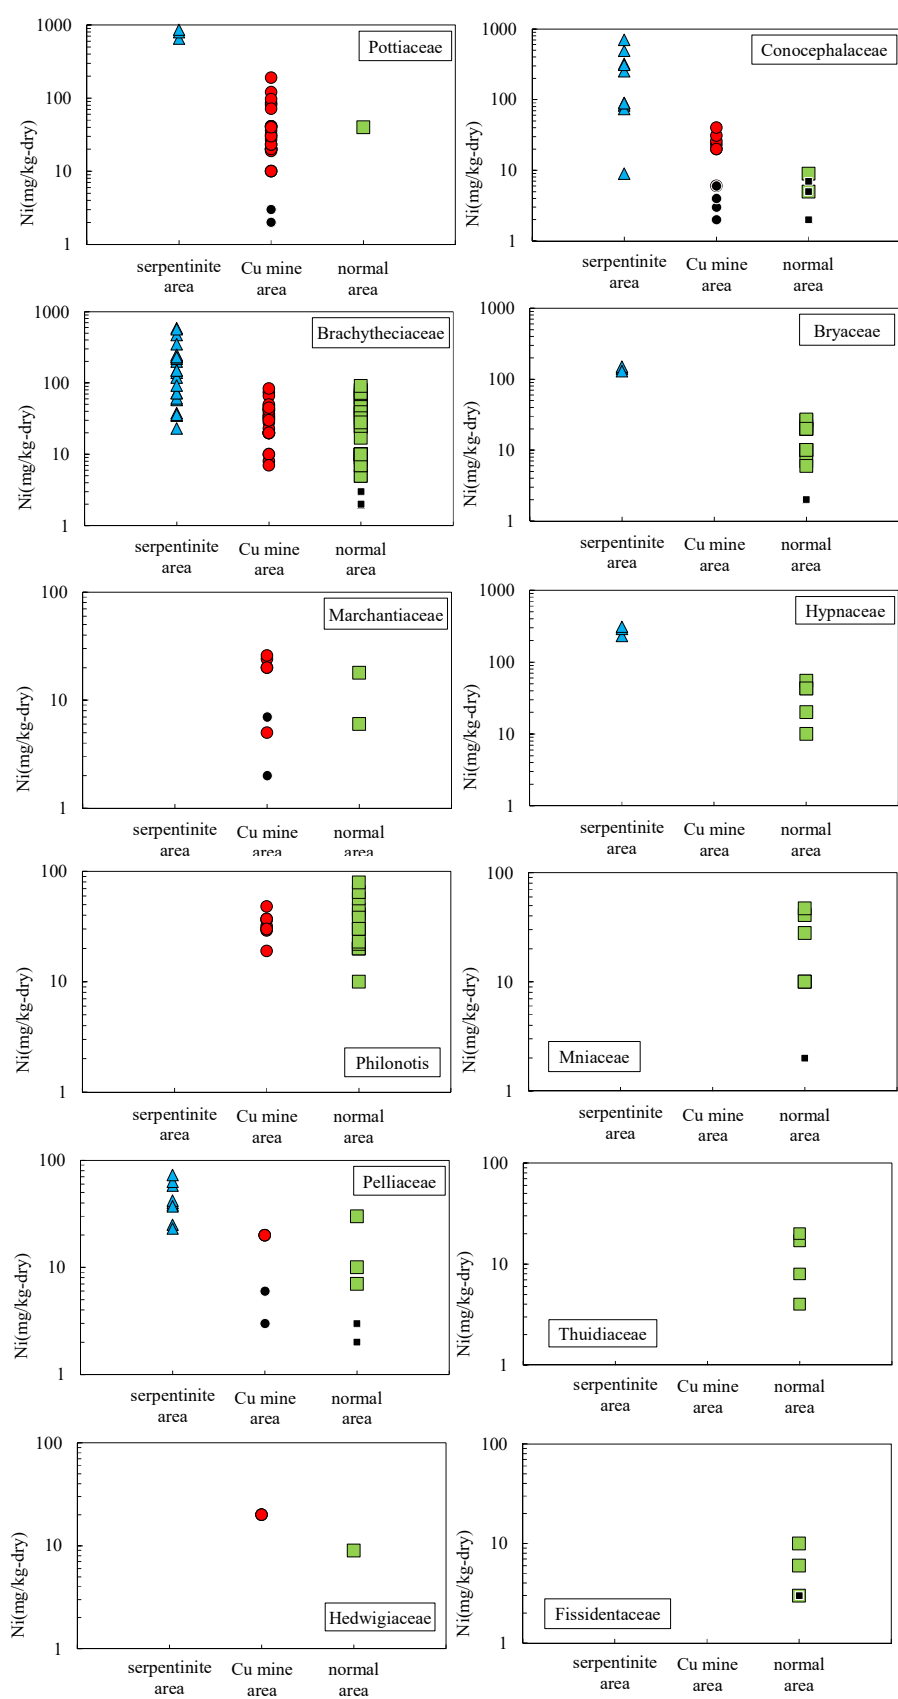 Pottiaceae
Ni(mg/kg-dry)
1000
100
10
1
serpentinite
area
Cu mine
area
normal
area
Conocephalaceae
Ni(mg/kg-dry)
1000
100
10
1
serpentinite
area
Cu mine
area
normal
area
Brachytheciaceae
Ni(mg/kg-dry)
1000
100
10
1
serpentinite
area
Cu mine
area
normal
area
Bryaceae
Ni(mg/kg-dry)
1000
100
10
1
serpentinite
area
Cu mine
area
normal
area
Marchantiaceae
Ni(mg/kg-dry)
100
10
1
serpentinite
area
Cu mine
area
normal
area
Hypnaceae
Ni(mg/kg-dry)
1000
100
10
1
serpentinite
area
Cu mine
area
normal
area
Philonotis
Ni(mg/kg-dry)
100
10
1
serpentinite
area
Cu mine
area
normal
area
Mniaceae
Ni(mg/kg-dry)
100
10
1
serpentinite
area
Cu mine
area
normal
area
Pelliaceae
Ni(mg/kg-dry)
100
10
1
serpentinite
area
Cu mine
area
normal
area
Thuidiaceae
Ni(mg/kg-dry)
100
10
1
serpentinite
area
Cu mine
area
normal
area
Hedwigiaceae
Ni(mg/kg-dry)
100
10
1
serpentinite
area
Cu mine
area
normal
area
Fissidentaceae
Ni(mg/kg-dry)
100
10
1
serpentinite
area
Cu mine
area
normal
area